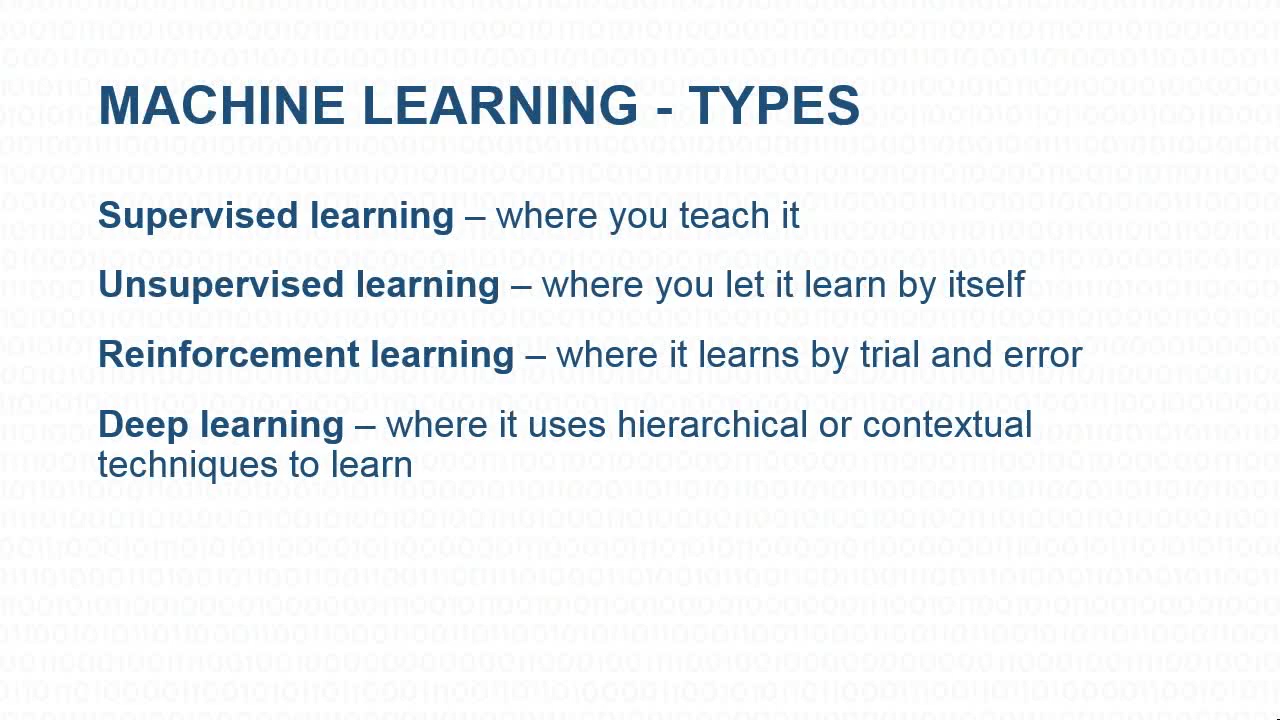 MACHINE LEARNING - TYPES
Supervised learning – where you teach it
Unsupervised learning – where you let it learn by itself
Reinforcement learning – where it learns by trial and error
Deep learning – where it uses hierarchical or contextual
techniques to learn